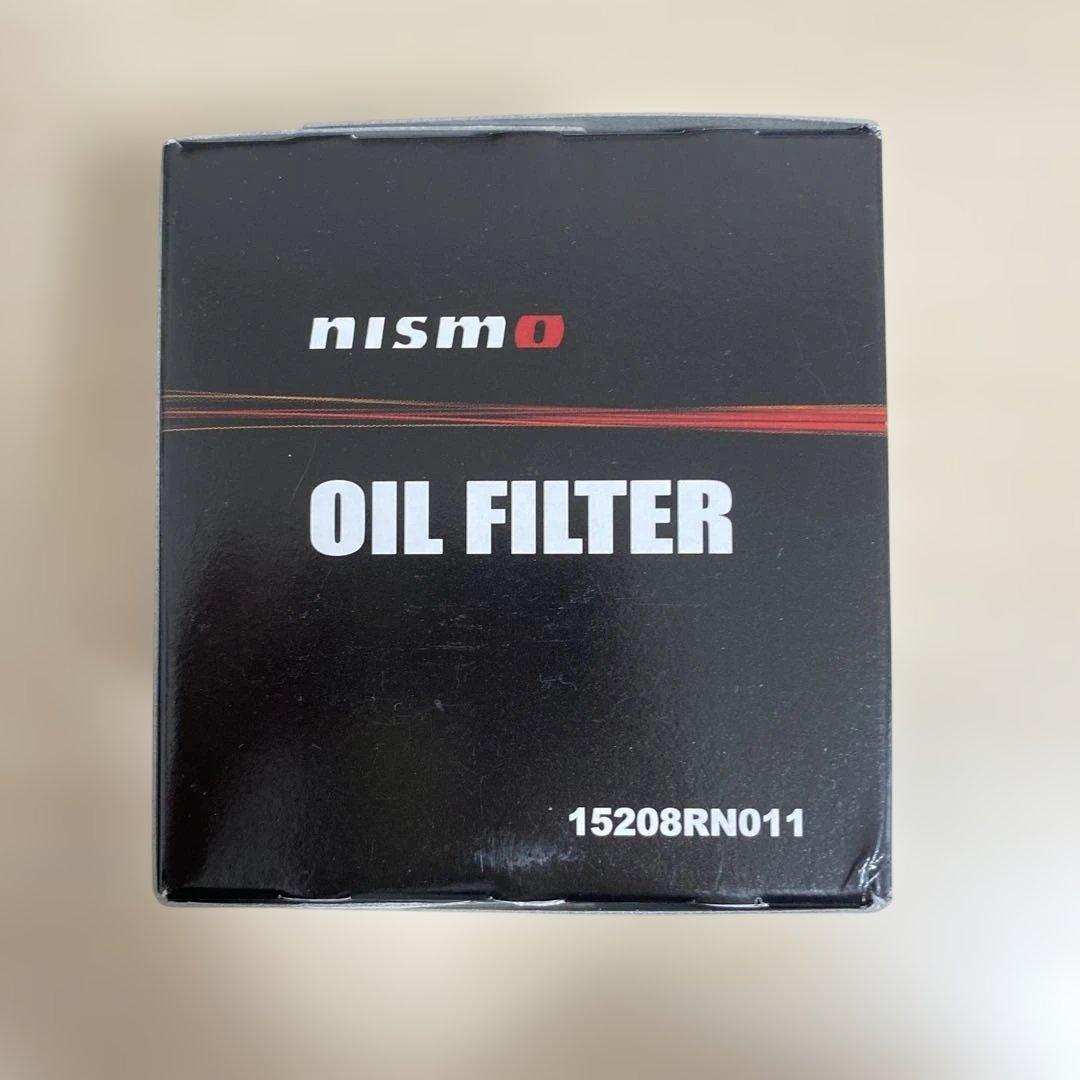 nismo
OIL FILTER
15208RN011